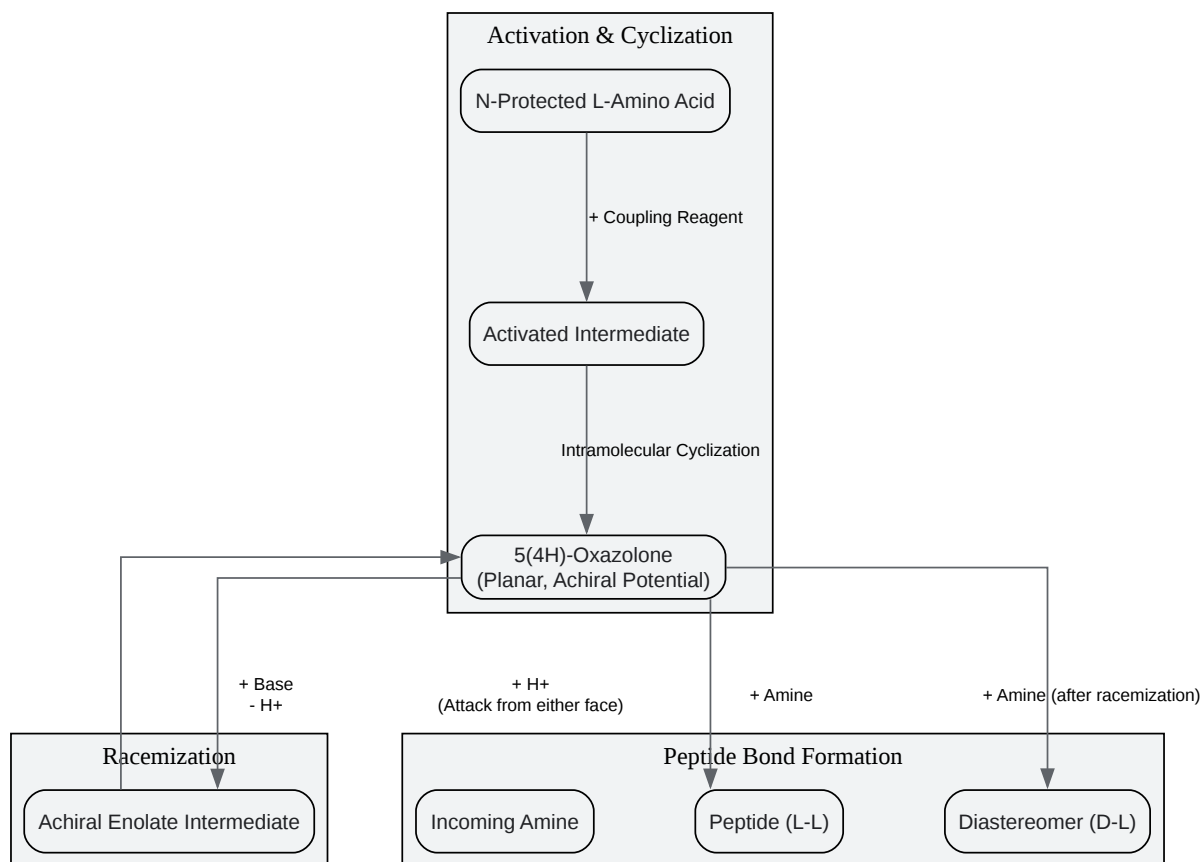 Activation & Cyclization
N-Protected L-Amino Acid
+ Coupling Reagent
Activated Intermediate
Intramolecular Cyclization
5(4H)-Oxazolone
(Planar, Achiral Potential)
+ Base
- H+
+ H+
(Attack from either face)
+ Amine
+ Amine (after racemization)
Racemization
Achiral Enolate Intermediate
Peptide Bond Formation
Incoming Amine
Peptide (L-L)
Diastereomer (D-L)